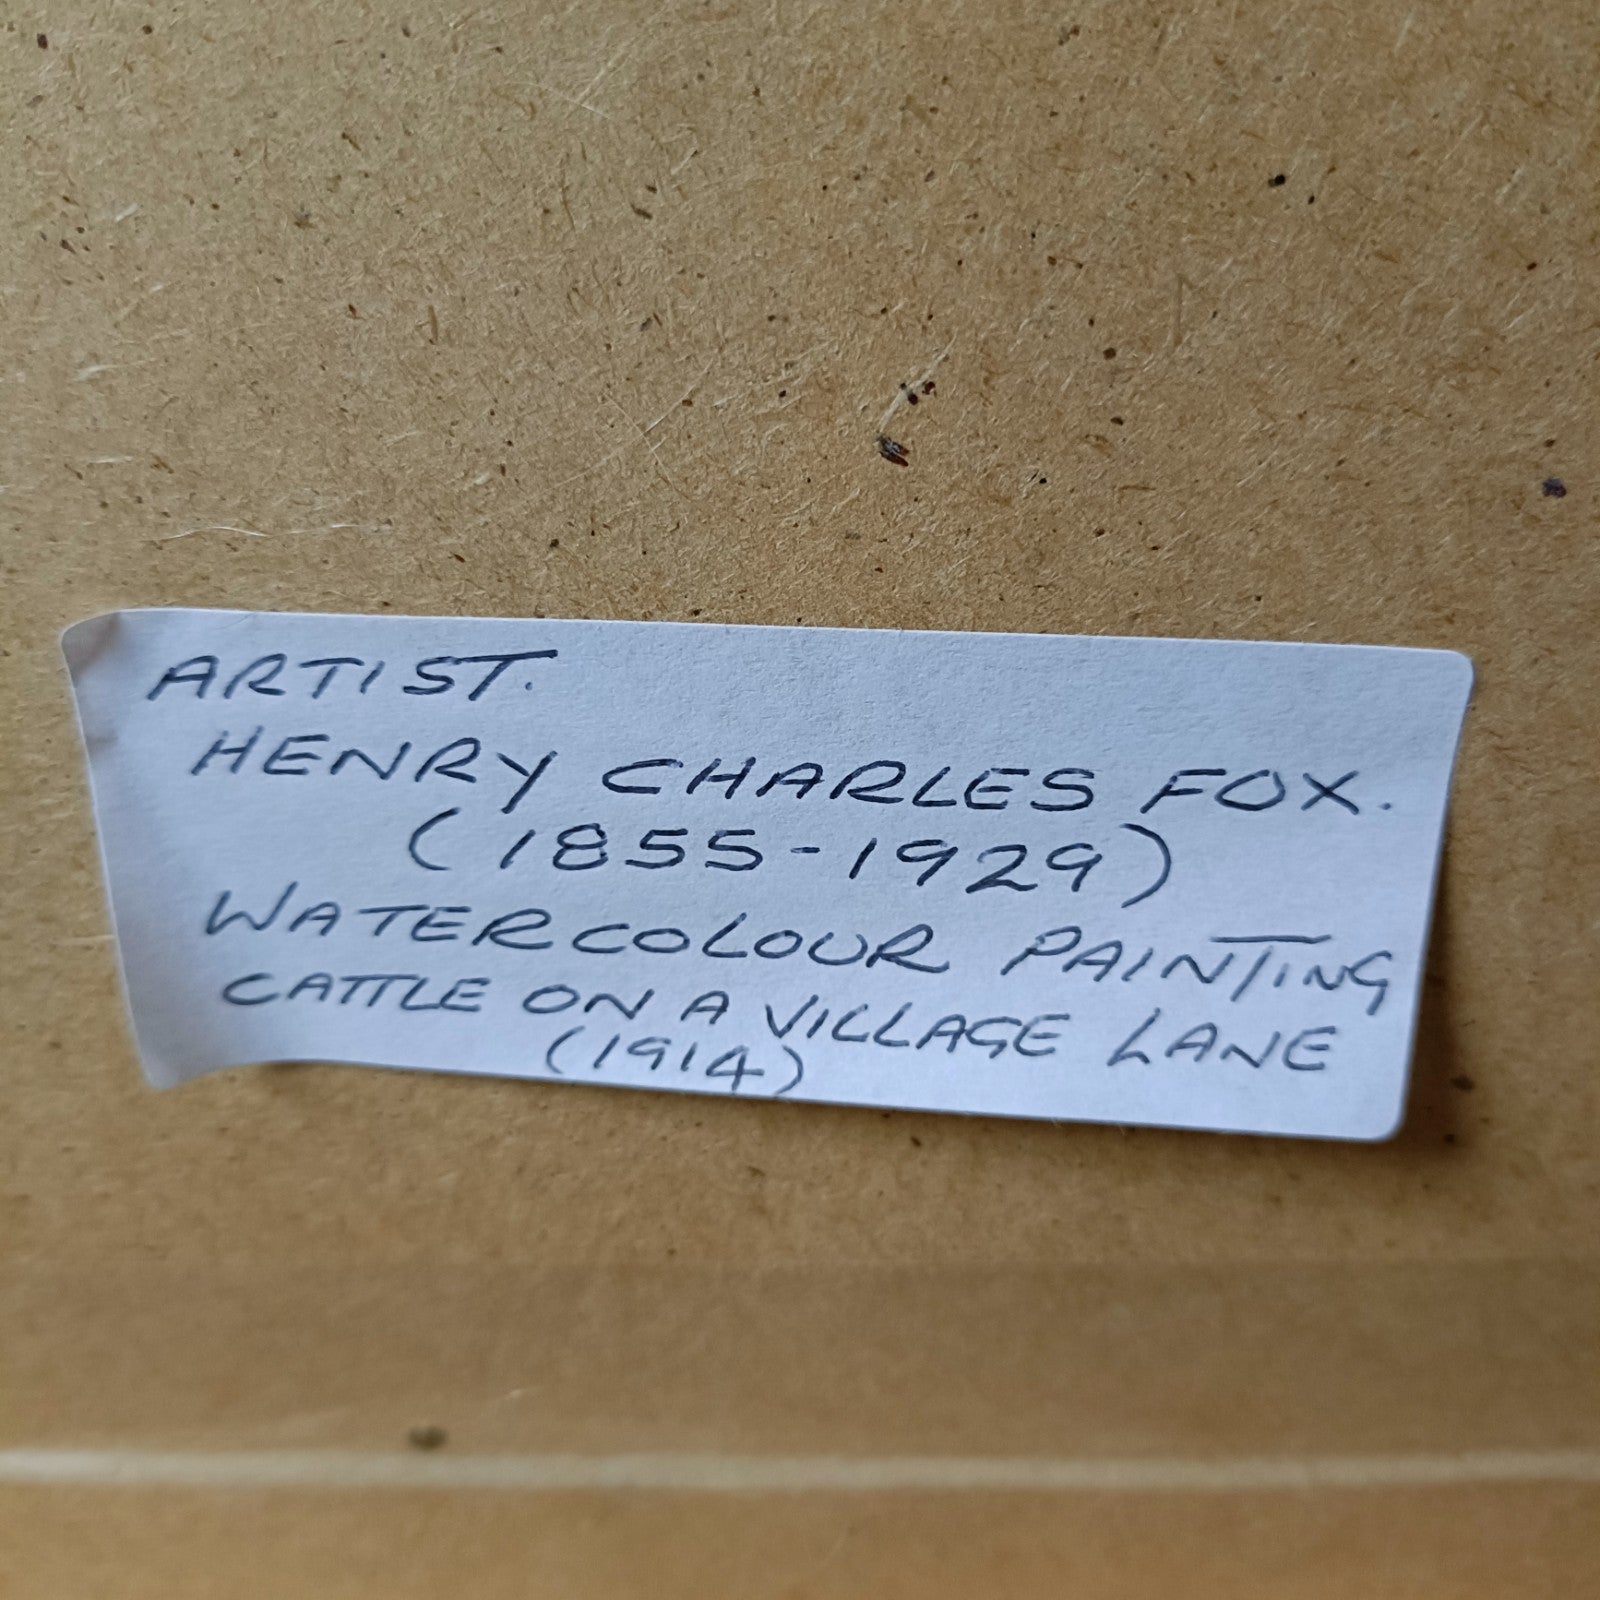 ARTIST.
HENRY CHARLES FOX.
(1855-1929)
WATERCOLOUR PAINTING
CATTLE ON A VILLAGE LANE
(1914)